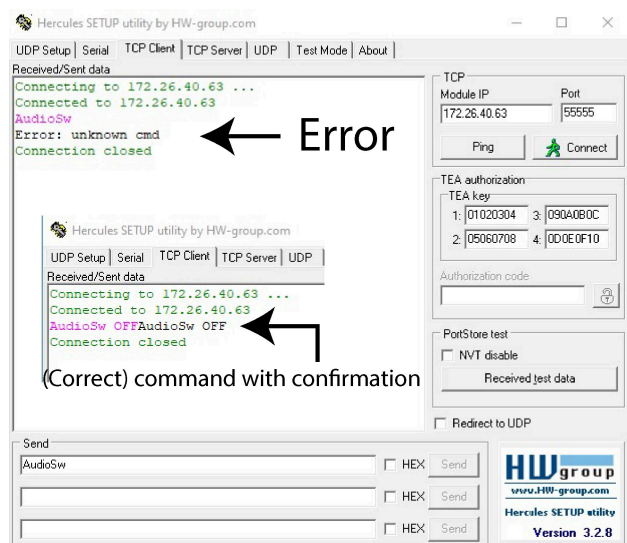 Hercules SETUP utility by HW-group.com
UDP Setup Serial TCP Client TCP Server UDP Test Mode About
Received/Sent data
Connecting to 172.26.40.63 ...
Connected to 172.26.40.63
AudioSw
Error: unknown cmd
Connection closed
Error
Hercules SETUP utility by HW-group.com
UDP Setup Serial TCP Client TCP Server UDP
Received/Sent data
Connecting to 172.26.40.63 ...
Connected to 172.26.40.63
AudioSw OFFAudioSw OFF
Connection closed
(Correct) command with confirmation
TCP
Module IP Port
172.26.40.63 55555
Ping Connect
TEA authorization
TEA key
1: 01020304 3: 090A0B0C
2: 05060708 4: 0D0E0F10
Authorization code
PortStore test
NVT disable
Received test data
Redirect to UDP
Send
AudioSw HEX Send
HEX Send
HEX Send
HW group
www.HW-group.com
Hercules SETUP utility
Version 3.2.8